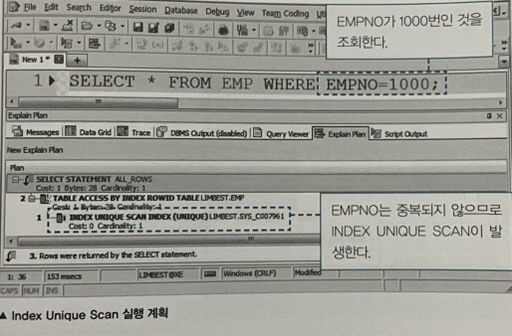 File Edit Search Editor Session Database Debug View Team Coding
EMPNO가 1000번인 것을
조회한다.
New 1*
1 SELECT * FROM EMP WHERE EMPNO=1000;
Explain Plan
Messages Data Grid Trace DBMS Output (disabled) Query Viewer Explain Plan Script Output
New Explain Plan
Plan
SELECT STATEMENT ALL_ROWS
Cost: 1 Bytes: 28 Cardinality: 1
2 TABLE ACCESS BY INDEX ROWID TABLE LIMBEST.EMP
Cost: 1 Bytes: 28 Cardinality: 1
1 INDEX UNIQUE SCAN INDEX (UNIQUE) LIMBEST.SYS_C007961
Cost: 0 Cardinality: 1
EMPNO는 중복되지 않으므로
INDEX UNIQUE SCAN이 발
생한다.
3. Rows were returned by the SELECT statement.
1: 36 153 msecs LIMBEST@XE Windows (CRLF) Modified
CAPS NUM INS
▲ Index Unique Scan 실행 계획